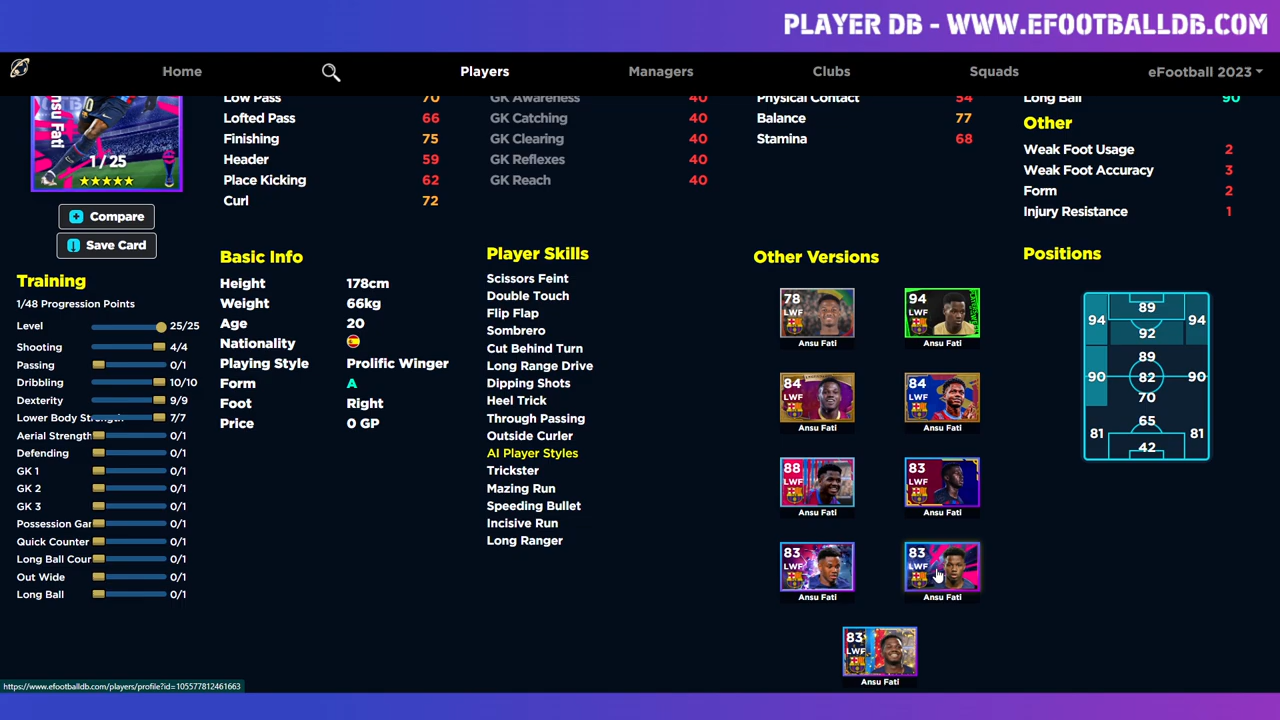 PLAYER DB - WWW.EFOOTBALLDB.COM
Home Players Managers Clubs Squads eFootball 2023
Ansu Fati
1 / 25
★★★★★
Compare
Save Card
Training
1/48 Progression Points
Level 25/25
Shooting 4/4
Passing 0/1
Dribbling 10/10
Dexterity 9/9
Lower Body Strength 7/7
Aerial Strength 0/1
Defending 0/1
GK 1 0/1
GK 2 0/1
GK 3 0/1
Possession Gar 0/1
Quick Counter 0/1
Long Ball Cour 0/1
Out Wide 0/1
Long Ball 0/1
Low Pass 70
Lofted Pass 66
Finishing 75
Header 59
Place Kicking 62
Curl 72
GK Awareness 40
GK Catching 40
GK Clearing 40
GK Reflexes 40
GK Reach 40
Physical Contact 54
Balance 77
Stamina 68
Long Ball 90
Other
Weak Foot Usage 2
Weak Foot Accuracy 3
Form 2
Injury Resistance 1
Basic Info
Height 178cm
Weight 66kg
Age 20
Nationality
Playing Style Prolific Winger
Form A
Foot Right
Price 0 GP
Player Skills
Scissors Feint
Double Touch
Flip Flap
Sombrero
Cut Behind Turn
Long Range Drive
Dipping Shots
Heel Trick
Through Passing
Outside Curler
AI Player Styles
Trickster
Mazing Run
Speeding Bullet
Incisive Run
Long Ranger
Other Versions
78
LWF
Ansu Fati
94
LWF
Ansu Fati
84
LWF
Ansu Fati
84
LWF
Ansu Fati
88
LWF
Ansu Fati
83
LWF
Ansu Fati
83
LWF
Ansu Fati
83
LWF
Ansu Fati
83
LWF
Ansu Fati
Positions
89
94 94
92
89
90 82 90
70
65
81 81
42
https://www.efootballdb.com/players/profile?id=105577812461663